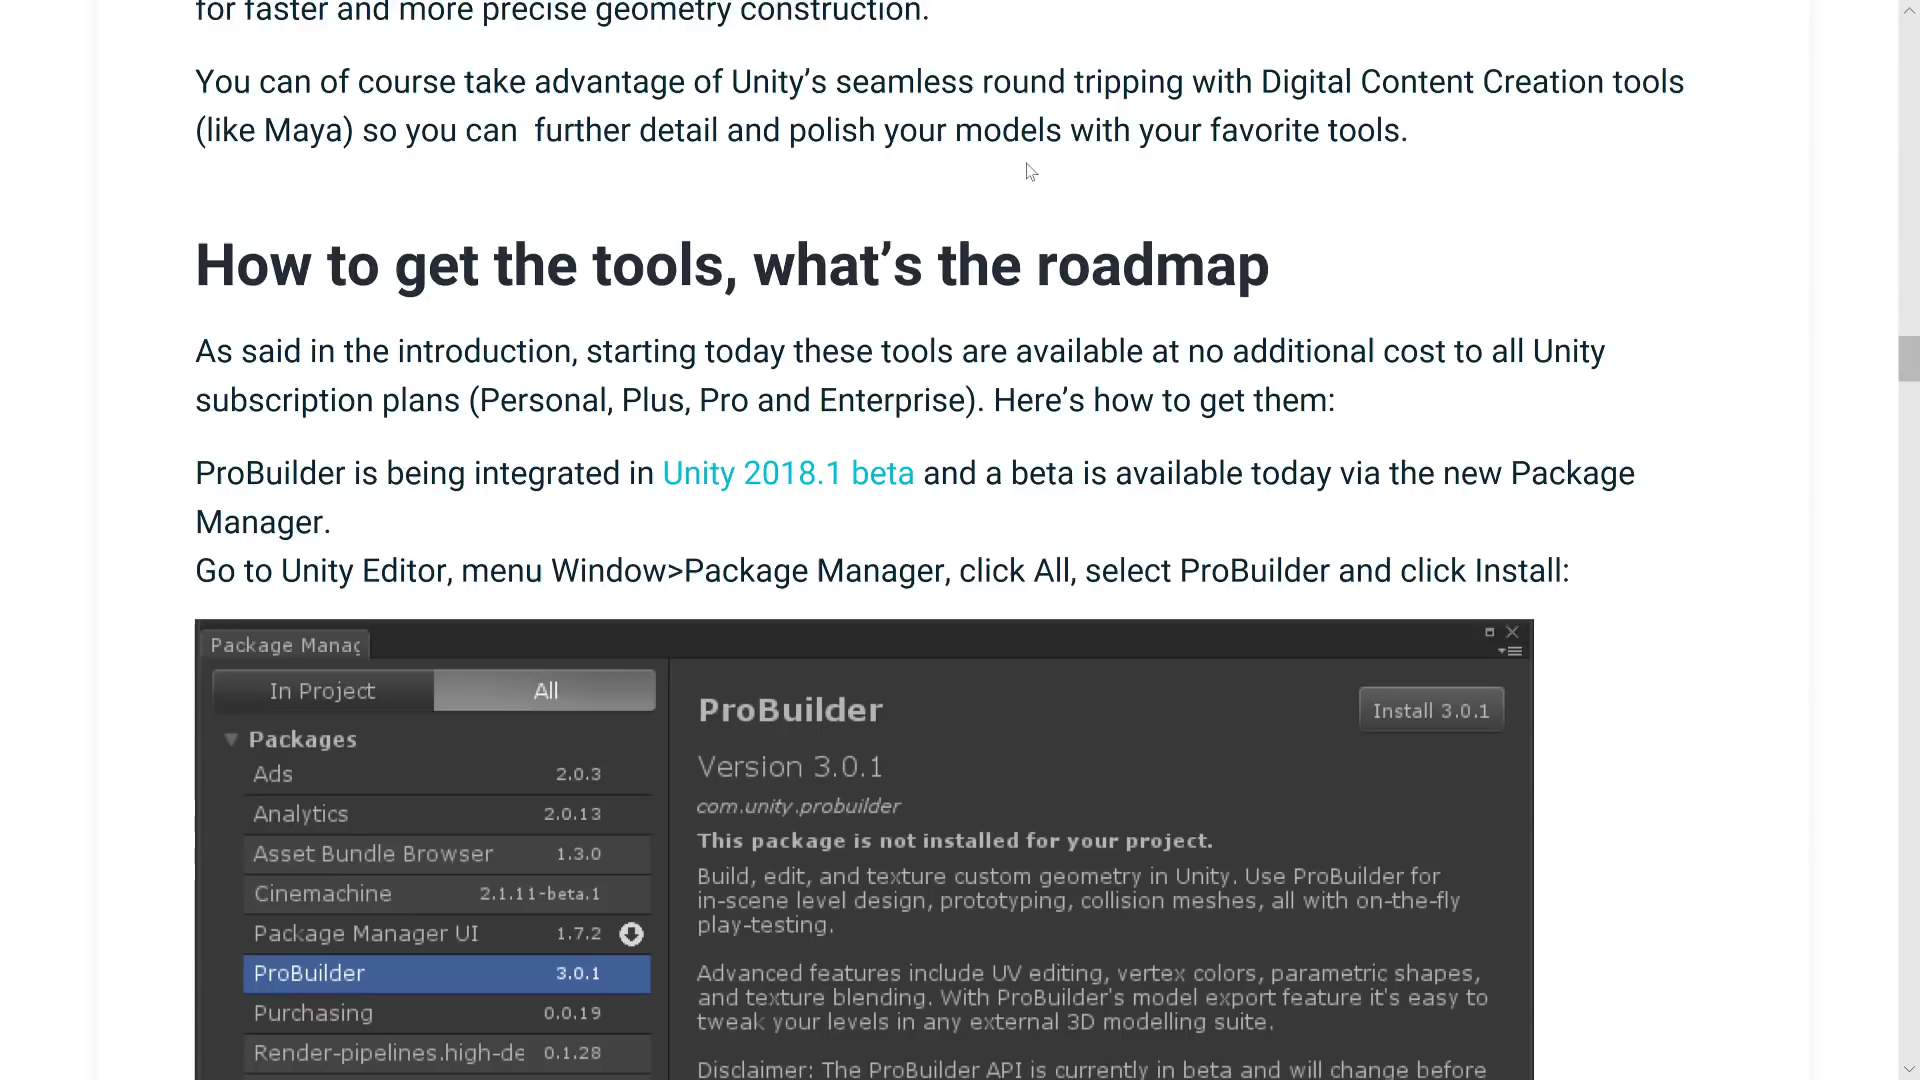 for faster and more precise geometry construction.
You can of course take advantage of Unity’s seamless round tripping with Digital Content Creation tools
(like Maya) so you can  further detail and polish your models with your favorite tools.
How to get the tools, what’s the roadmap
As said in the introduction, starting today these tools are available at no additional cost to all Unity
subscription plans (Personal, Plus, Pro and Enterprise). Here’s how to get them:
ProBuilder is being integrated in Unity 2018.1 beta and a beta is available today via the new Package
Manager.
Go to Unity Editor, menu Window>Package Manager, click All, select ProBuilder and click Install:
Package Manag
In Project All
Packages
Ads 2.0.3
Analytics 2.0.13
Asset Bundle Browser 1.3.0
Cinemachine 2.1.11-beta.1
Package Manager UI 1.7.2
ProBuilder 3.0.1
Purchasing 0.0.19
Render-pipelines.high-de 0.1.28
ProBuilder
Install 3.0.1
Version 3.0.1
com.unity.probuilder
This package is not installed for your project.
Build, edit, and texture custom geometry in Unity. Use ProBuilder for
in-scene level design, prototyping, collision meshes, all with on-the-fly
play-testing.
Advanced features include UV editing, vertex colors, parametric shapes,
and texture blending. With ProBuilder's model export feature it's easy to
tweak your levels in any external 3D modelling suite.
Disclaimer: The ProBuilder API is currently in beta and will change before